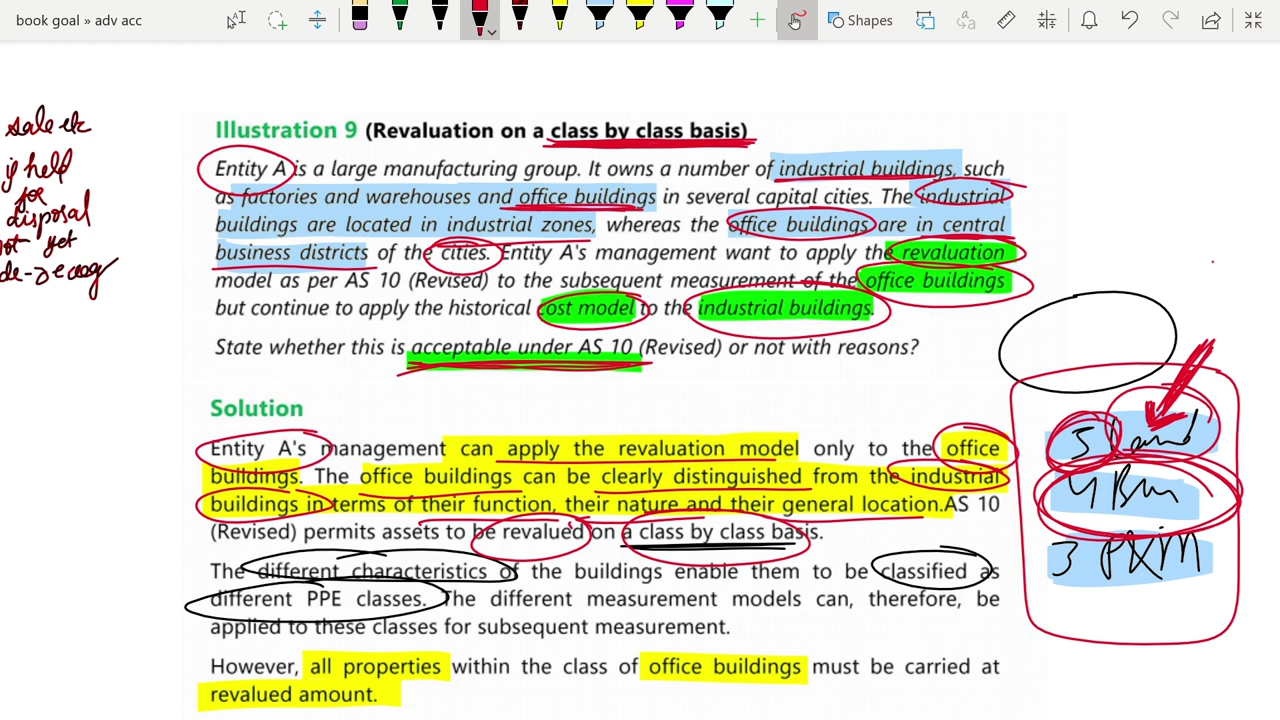 book goal » adv acc
Shapes
sale etc
if held
for
disposal
not yet
de-recog
Illustration 9 (Revaluation on a class by class basis)
Entity A is a large manufacturing group. It owns a number of industrial buildings, such
as factories and warehouses and office buildings in several capital cities. The industrial
buildings are located in industrial zones, whereas the office buildings are in central
business districts of the cities. Entity A's management want to apply the revaluation
model as per AS 10 (Revised) to the subsequent measurement of the office buildings
but continue to apply the historical cost model to the industrial buildings.
State whether this is acceptable under AS 10 (Revised) or not with reasons?
Solution
Entity A's management can apply the revaluation model only to the office
buildings. The office buildings can be clearly distinguished from the industrial
buildings in terms of their function, their nature and their general location.AS 10
(Revised) permits assets to be revalued on a class by class basis.
The different characteristics of the buildings enable them to be classified as
different PPE classes. The different measurement models can, therefore, be
applied to these classes for subsequent measurement.
However, all properties within the class of office buildings must be carried at
revalued amount.
5 Land
4
3 P&M